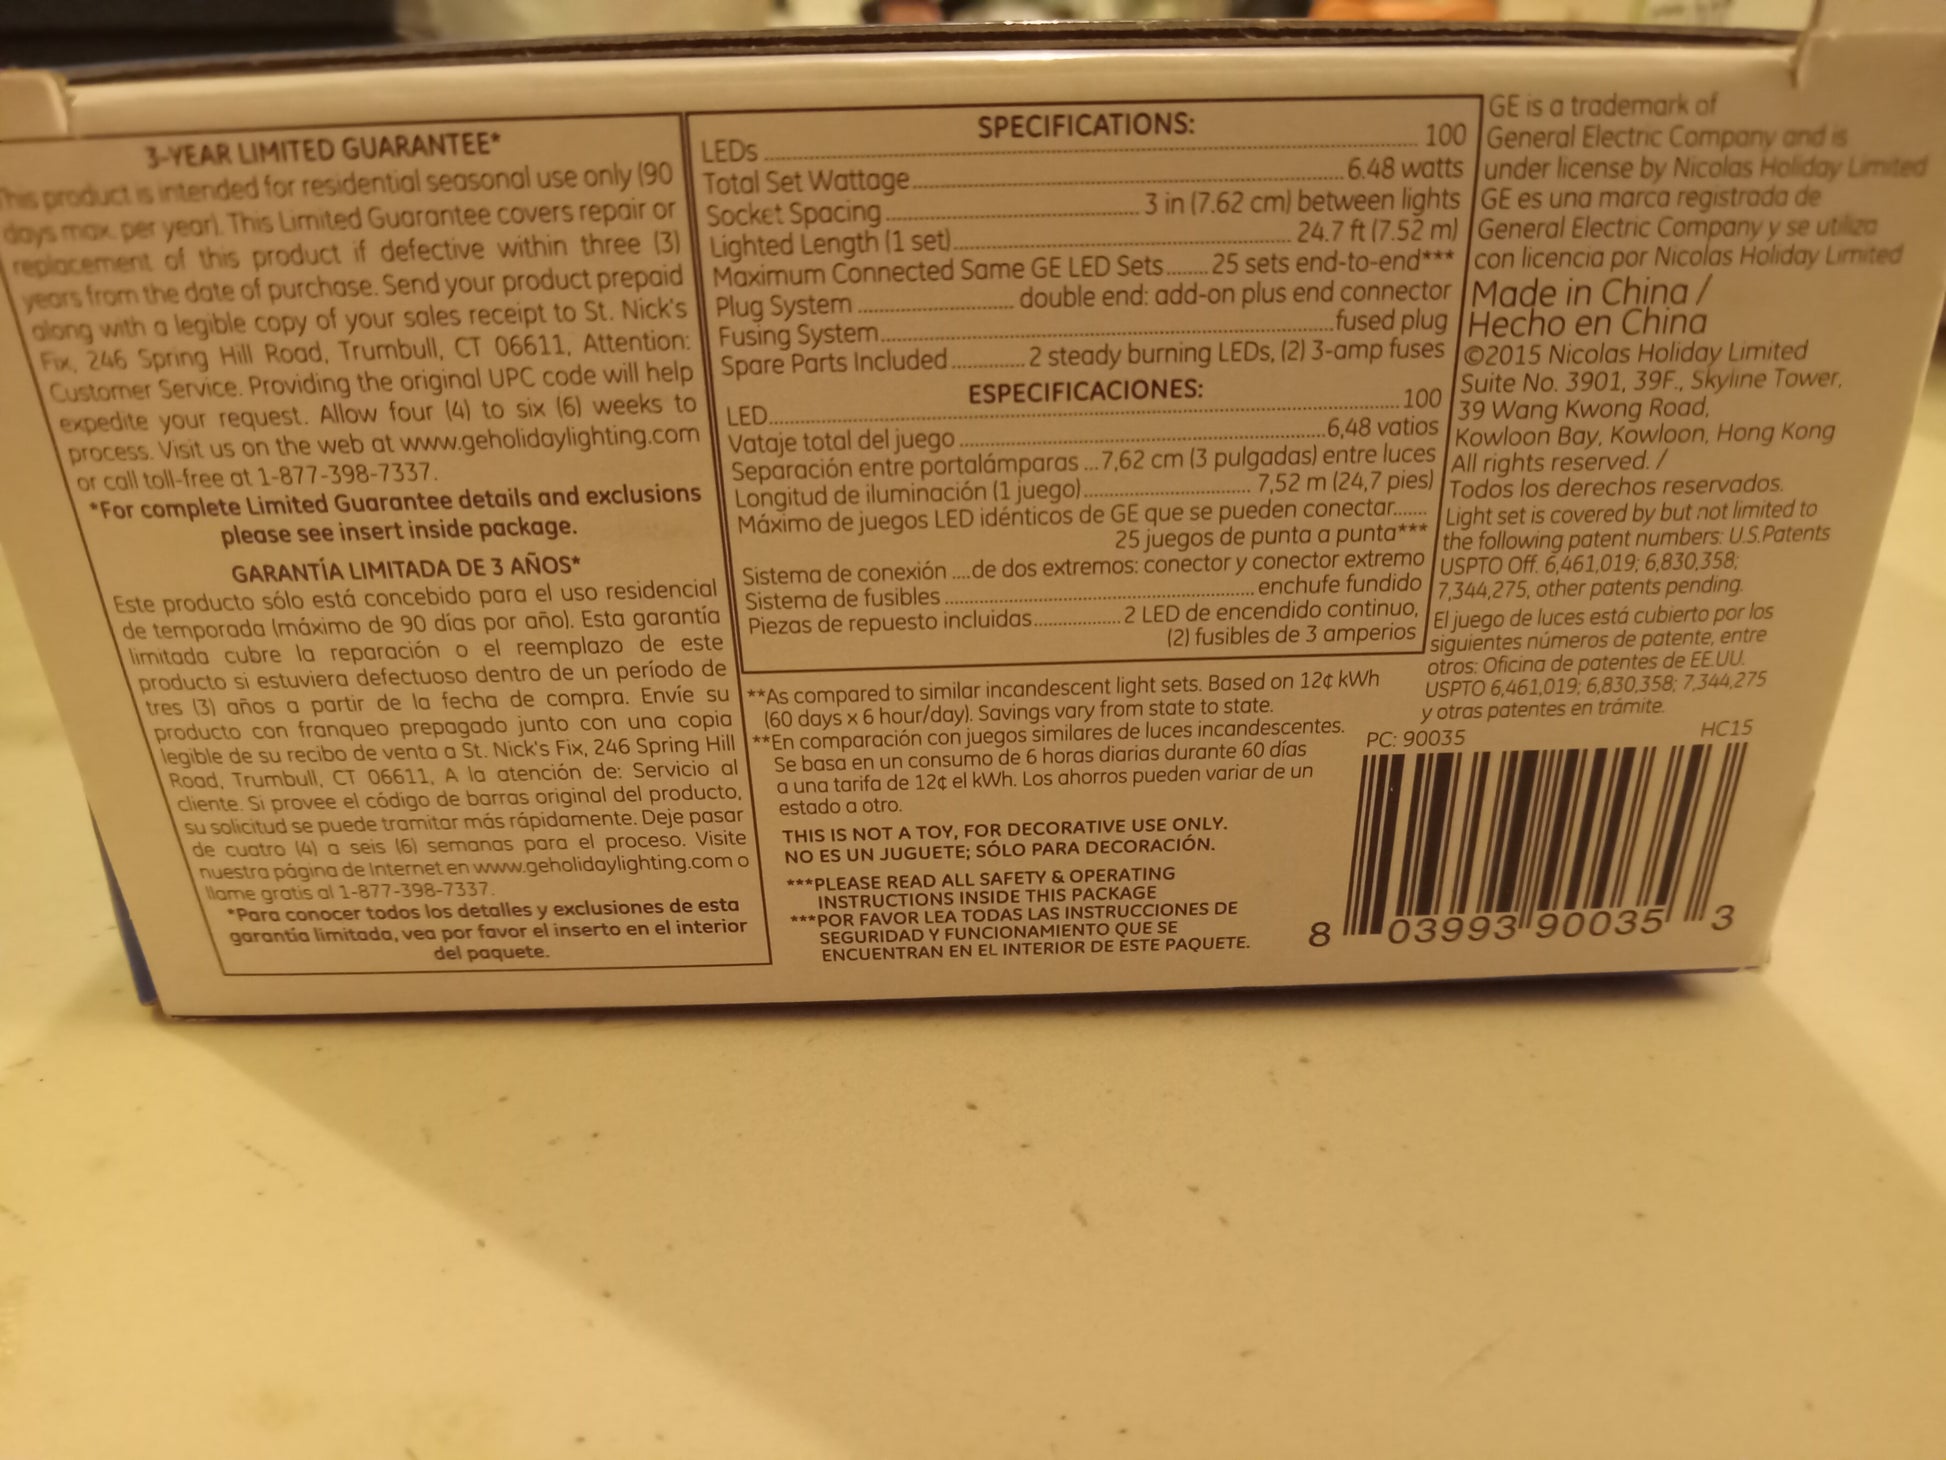 3-YEAR LIMITED GUARANTEE*
This product is intended for residential seasonal use only (90
days max. per year). This Limited Guarantee covers repair or
replacement of this product if defective within three (3)
years from the date of purchase. Send your product prepaid
along with a legible copy of your sales receipt to St. Nick's
Fix, 246 Spring Hill Road, Trumbull, CT 06611, Attention:
Customer Service. Providing the original UPC code will help
expedite your request. Allow four (4) to six (6) weeks to
process. Visit us on the web at www.geholidaylighting.com
or call toll-free at 1-877-398-7337.
*For complete Limited Guarantee details and exclusions
please see insert inside package.
GARANTÍA LIMITADA DE 3 AÑOS*
Este producto sólo está concebido para el uso residencial
de temporada (máximo de 90 días por año). Esta garantía
limitada cubre la reparación o el reemplazo de este
producto si estuviera defectuoso dentro de un período de
tres (3) años a partir de la fecha de compra. Envíe su
producto con franqueo prepagado junto con una copia
legible de su recibo de venta a St. Nick's Fix, 246 Spring Hill
Road, Trumbull, CT 06611, A la atención de: Servicio al
cliente. Si provee el código de barras original del producto,
su solicitud se puede tramitar más rápidamente. Deje pasar
de cuatro (4) a seis (6) semanas para el proceso. Visite
nuestra página de Internet en www.geholidaylighting.com o
llame gratis al 1-877-398-7337.
*Para conocer todos los detalles y exclusiones de esta
garantía limitada, vea por favor el inserto en el interior
del paquete.
SPECIFICATIONS:
LEDs ........ 100
Total Set Wattage........ 6.48 watts
Socket Spacing ........ 3 in (7.62 cm) between lights
Lighted Length (1 set)........ 24.7 ft (7.52 m)
Maximum Connected Same GE LED Sets........ 25 sets end-to-end***
Plug System ........ double end: add-on plus end connector
Fusing System........ fused plug
Spare Parts Included ........ 2 steady burning LEDs, (2) 3-amp fuses
ESPECIFICACIONES:
LED........ 100
Vataje total del juego ........ 6,48 vatios
Separación entre portalámparas ...7,62 cm (3 pulgadas) entre luces
Longitud de iluminación (1 juego)........ 7,52 m (24,7 pies)
Máximo de juegos LED idénticos de GE que se pueden conectar.......
25 juegos de punta a punta***
Sistema de conexión ....de dos extremos: conector y conector extremo
Sistema de fusibles ........ enchufe fundido
Piezas de repuesto incluidas........ 2 LED de encendido continuo,
(2) fusibles de 3 amperios
**As compared to similar incandescent light sets. Based on 12¢ kWh
(60 days x 6 hour/day). Savings vary from state to state.
**En comparación con juegos similares de luces incandescentes.
Se basa en un consumo de 6 horas diarias durante 60 días
a una tarifa de 12¢ el kWh. Los ahorros pueden variar de un
estado a otro.
THIS IS NOT A TOY, FOR DECORATIVE USE ONLY.
NO ES UN JUGUETE; SÓLO PARA DECORACIÓN.
***PLEASE READ ALL SAFETY & OPERATING
INSTRUCTIONS INSIDE THIS PACKAGE
***POR FAVOR LEA TODAS LAS INSTRUCCIONES DE
SEGURIDAD Y FUNCIONAMIENTO QUE SE
ENCUENTRAN EN EL INTERIOR DE ESTE PAQUETE.
GE is a trademark of
General Electric Company and is
under license by Nicolas Holiday Limited
GE es una marca registrada de
General Electric Company y se utiliza
con licencia por Nicolas Holiday Limited
Made in China /
Hecho en China
©2015 Nicolas Holiday Limited
Suite No. 3901, 39F., Skyline Tower,
39 Wang Kwong Road,
Kowloon Bay, Kowloon, Hong Kong
All rights reserved. /
Todos los derechos reservados.
Light set is covered by but not limited to
the following patent numbers: U.S.Patents
USPTO Off. 6,461,019; 6,830,358;
7,344,275, other patents pending.
El juego de luces está cubierto por los
siguientes números de patente, entre
otros: Oficina de patentes de EE.UU.
USPTO 6,461,019; 6,830,358; 7,344,275
y otras patentes en trámite.
PC: 90035
HC15
8 03993 90035 3